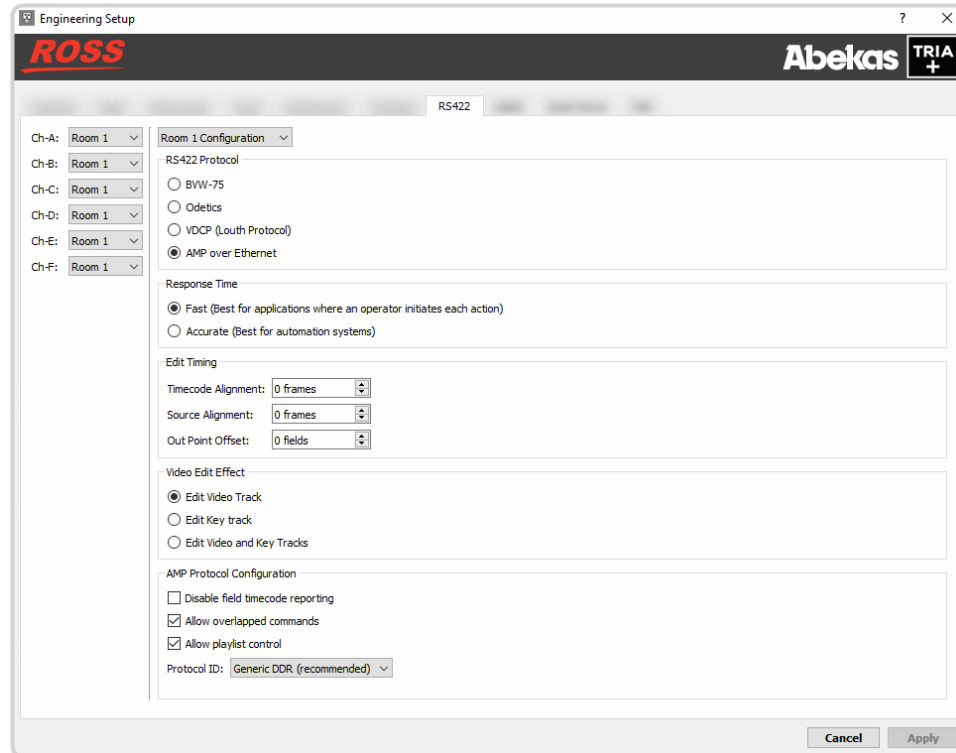 Engineering Setup
?
ROSS
Abekas TRIA +
RS422
Ch-A: Room 1
Ch-B: Room 1
Ch-C: Room 1
Ch-D: Room 1
Ch-E: Room 1
Ch-F: Room 1
Room 1 Configuration
RS422 Protocol
BVW-75
Odetics
VDCP (Louth Protocol)
AMP over Ethernet
Response Time
Fast (Best for applications where an operator initiates each action)
Accurate (Best for automation systems)
Edit Timing
Timecode Alignment: 0 frames
Source Alignment: 0 frames
Out Point Offset: 0 fields
Video Edit Effect
Edit Video Track
Edit Key track
Edit Video and Key Tracks
AMP Protocol Configuration
Disable field timecode reporting
Allow overlapped commands
Allow playlist control
Protocol ID: Generic DDR (recommended)
Cancel Apply